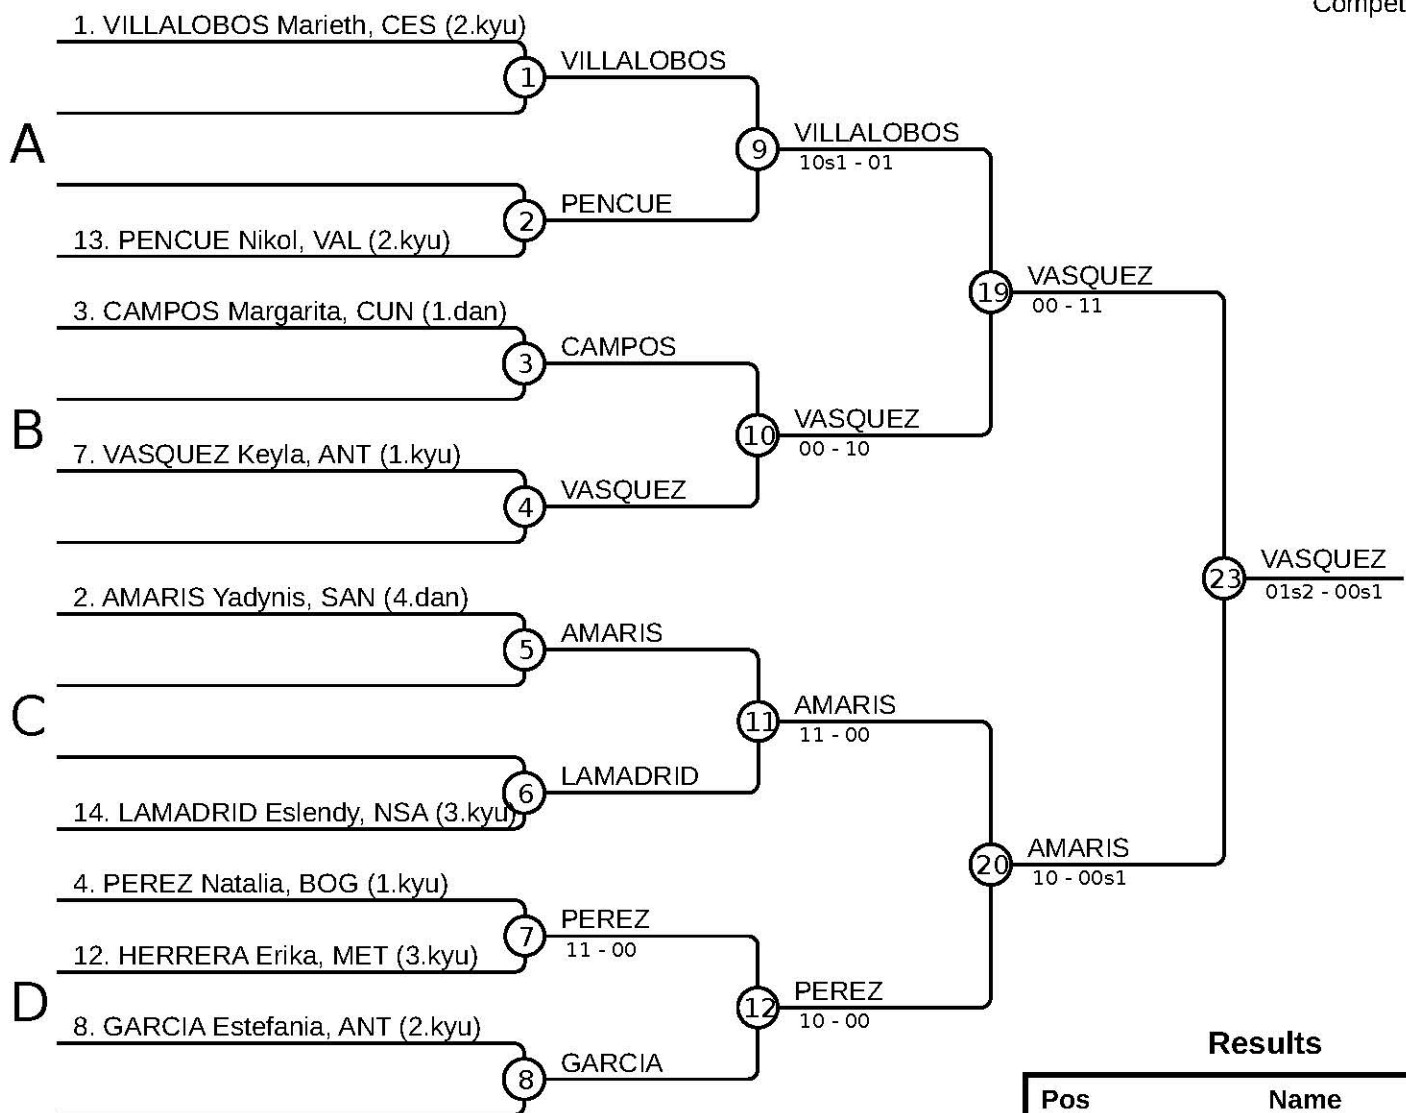 Compet
1. VILLALOBOS Marieth, CES (2.kyu)
1 VILLALOBOS
A
9 VILLALOBOS
10s1 - 01
2 PENCUE
13. PENCUE Nikol, VAL (2.kyu)
19 VASQUEZ
00 - 11
3. CAMPOS Margarita, CUN (1.dan)
3 CAMPOS
B
10 VASQUEZ
00 - 10
7. VASQUEZ Keyla, ANT (1.kyu)
4 VASQUEZ
23 VASQUEZ
01s2 - 00s1
2. AMARIS Yadynis, SAN (4.dan)
5 AMARIS
C
11 AMARIS
11 - 00
6 LAMADRID
14. LAMADRID Eslendy, NSA (3.kyu)
20 AMARIS
10 - 00s1
4. PEREZ Natalia, BOG (1.kyu)
7 PEREZ
11 - 00
12. HERRERA Erika, MET (3.kyu)
D
12 PEREZ
10 - 00
8. GARCIA Estefania, ANT (2.kyu)
8 GARCIA
Results
Pos Name